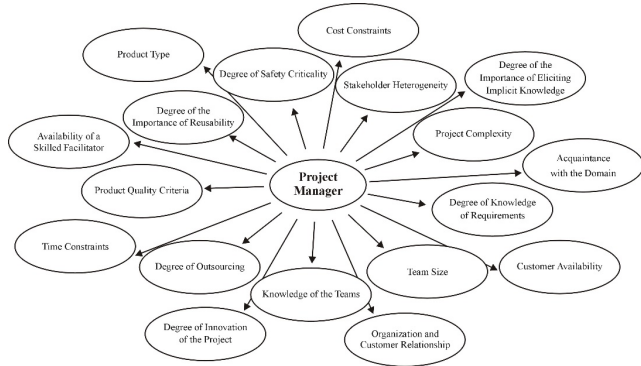 Cost Constraints
Product Type
Degree of Safety Criticality
Stakeholder Heterogeneity
Degree of the
Importance of Eliciting
Implicit Knowledge
Degree of the
Importance of Reusability
Project Complexity
Availability of a
Skilled Facilitator
Acquaintance
with the Domain
Project
Manager
Product Quality Criteria
Degree of Knowledge
of Requirements
Time Constraints
Degree of Outsourcing
Team Size
Customer Availability
Knowledge of the Teams
Degree of Innovation
of the Project
Organization and
Customer Relationship